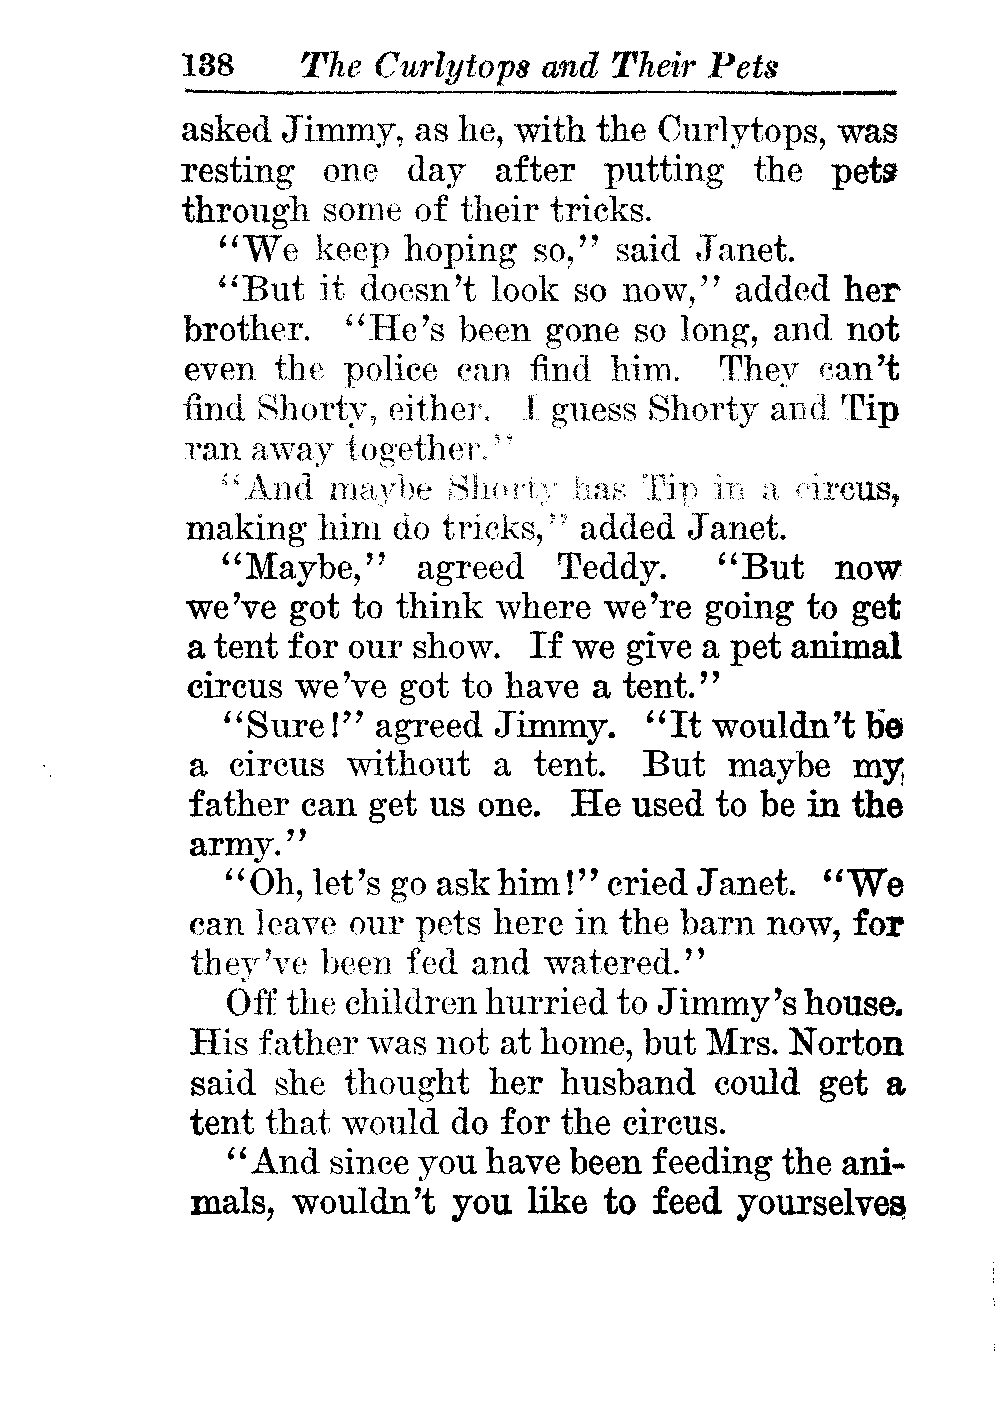 138 The Curlytops and Their Pets
asked Jimmy, as he, with the Curlytops, was
resting one day after putting the pets
through some of their tricks.
“We keep hoping so,” said Janet.
“But it doesn’t look so now,” added her
brother. “He’s been gone so long, and not
even the police can find him. They can’t
find Shorty, either. I guess Shorty and Tip
ran away together.”
“And maybe Shorty has Tip in a circus,
making him do tricks,” added Janet.
“Maybe,” agreed Teddy. “But now
we’ve got to think where we’re going to get
a tent for our show. If we give a pet animal
circus we’ve got to have a tent.”
“Sure!” agreed Jimmy. “It wouldn’t be
a circus without a tent. But maybe my
father can get us one. He used to be in the
army.”
“Oh, let’s go ask him!” cried Janet. “We
can leave our pets here in the barn now, for
they’ve been fed and watered.”
Off the children hurried to Jimmy’s house.
His father was not at home, but Mrs. Norton
said she thought her husband could get a
tent that would do for the circus.
“And since you have been feeding the ani-
mals, wouldn’t you like to feed yourselves